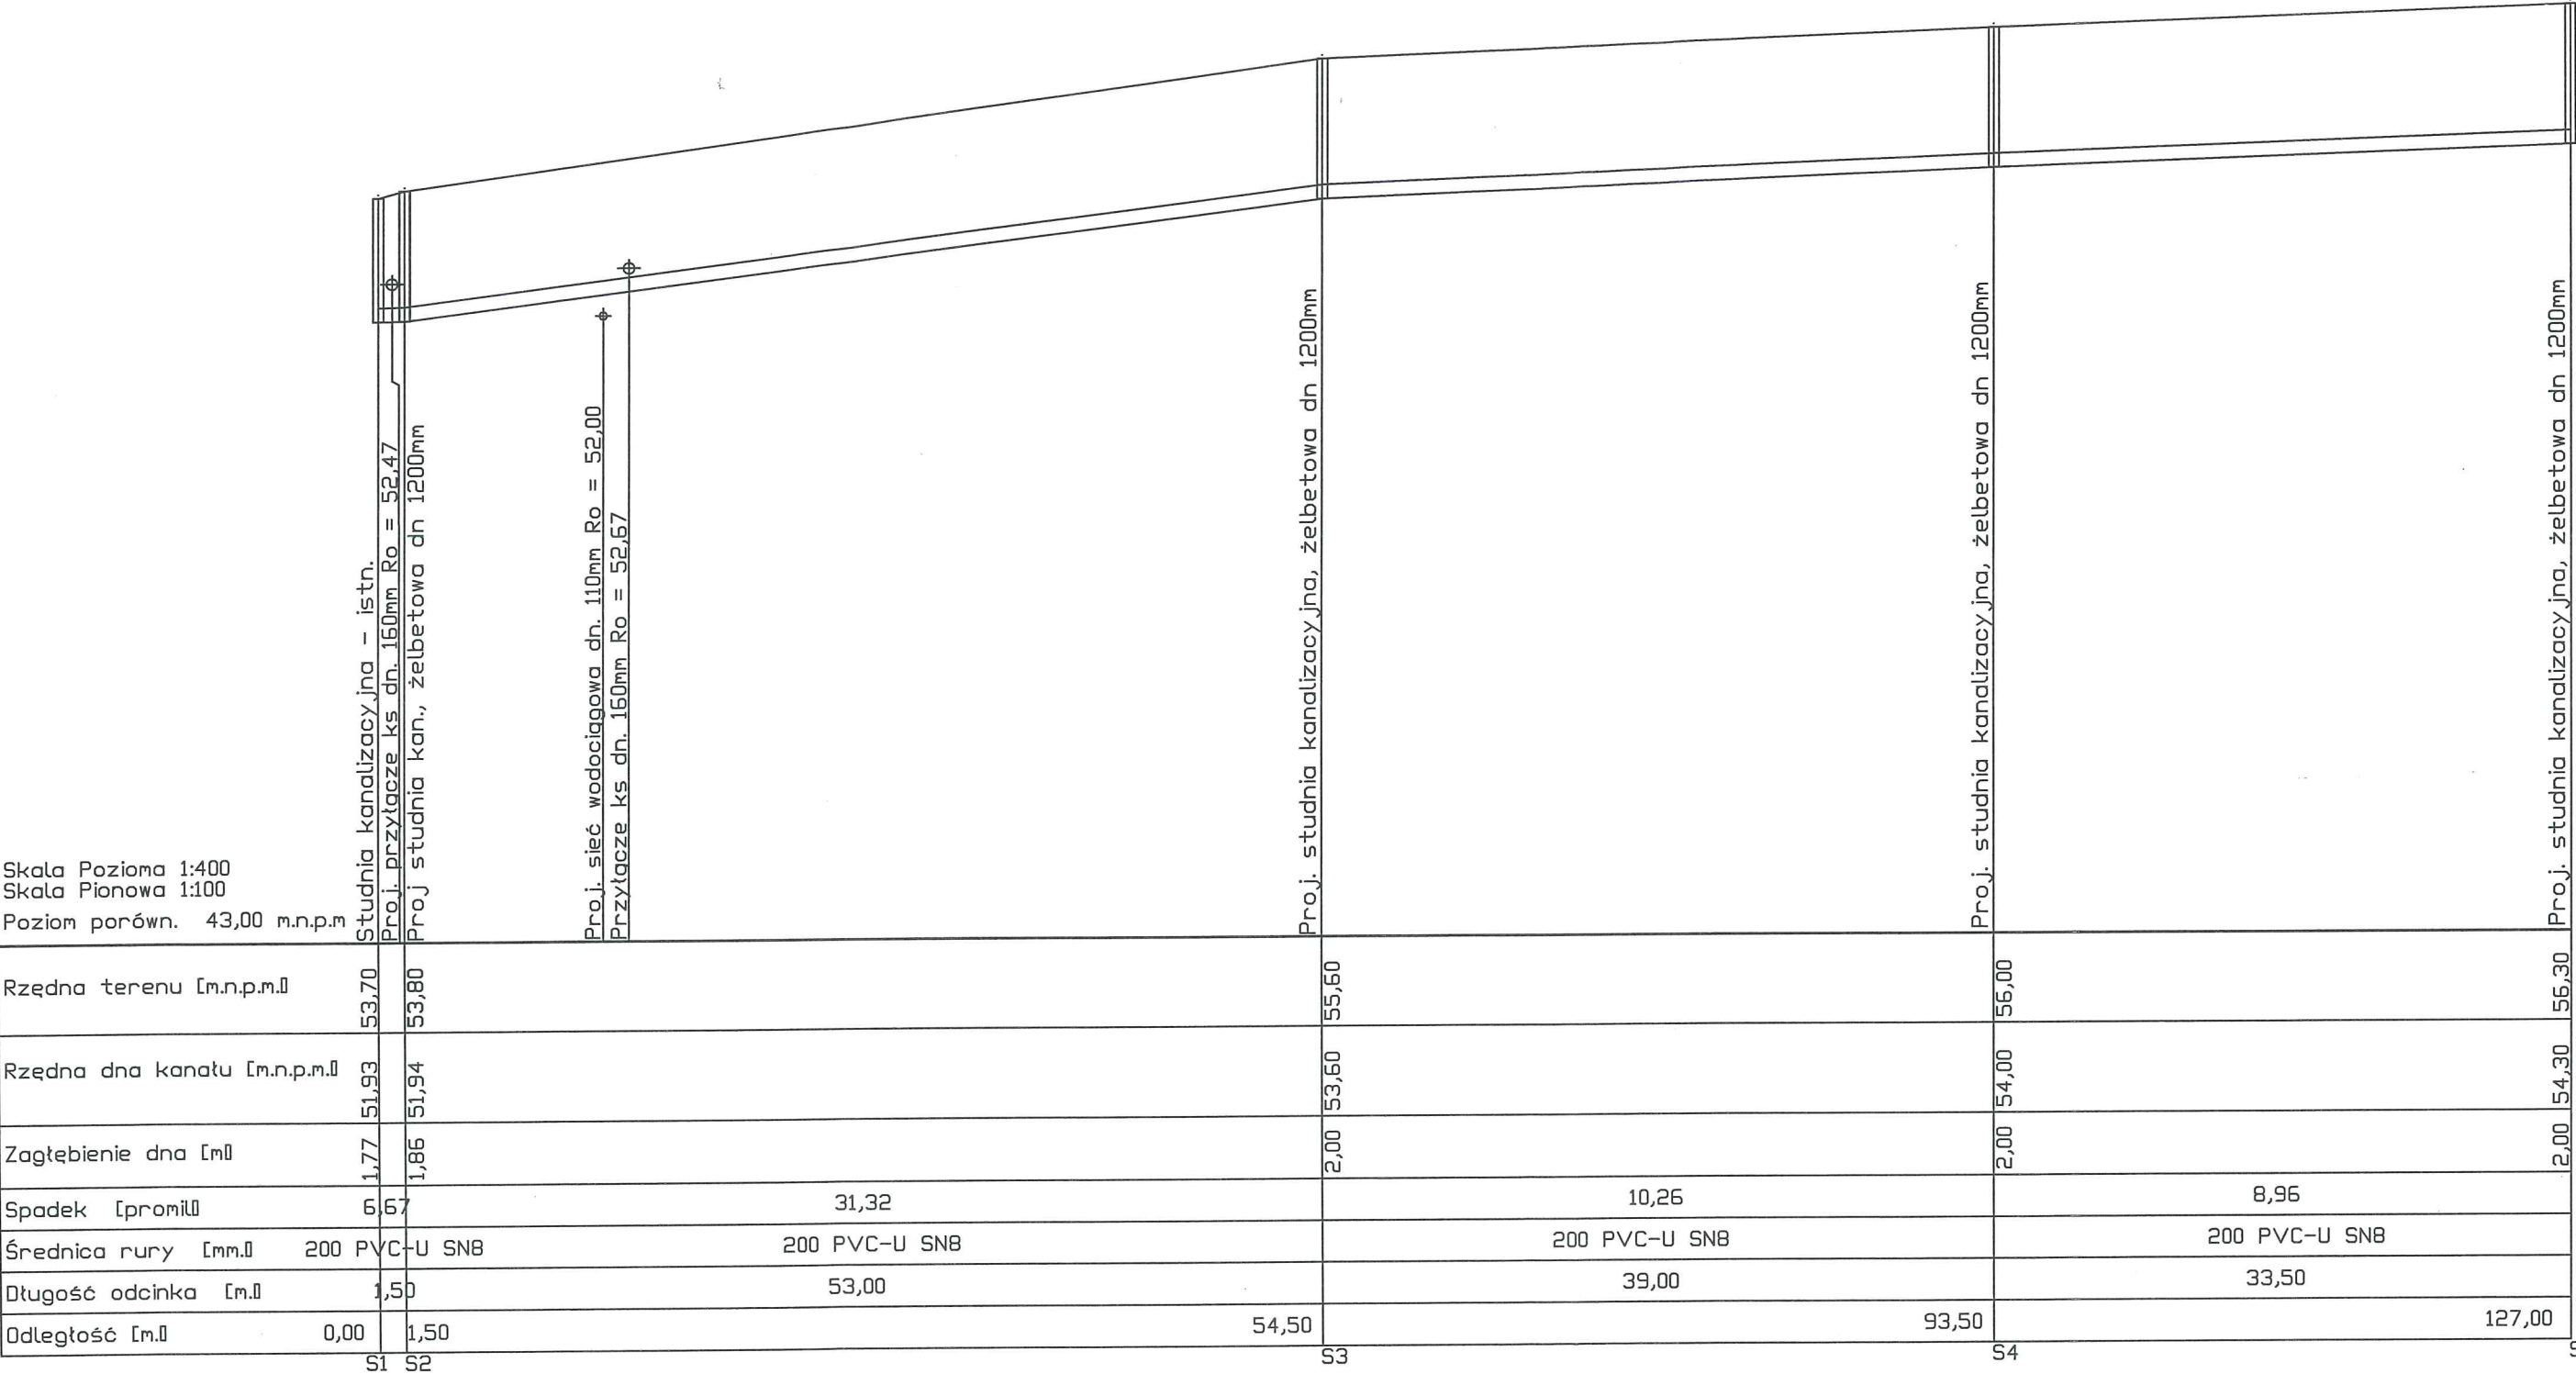 Studnia kanalizacyjna - istn.
Proj. przyłącze ks dn. 160mm Ro = 52,47
Proj studnia kan., żelbetowa dn 1200mm
Proj. sieć wodociągowa dn. 110mm Ro = 52,00
Przyłącze ks dn. 160mm Ro = 52,67
Proj. studnia kanalizacyjna, żelbetowa dn 1200mm
Proj. studnia kanalizacyjna, żelbetowa dn 1200mm
Proj. studnia kanalizacyjna, żelbetowa dn 1200mm
Skala Pozioma 1:400
Skala Pionowa 1:100
Poziom porówn. 43,00 m.n.p.m
Rzędna terenu [m.n.p.m.] 53,70 53,80 55,60 56,00 56,30
Rzędna dna kanału [m.n.p.m.] 51,93 51,94 53,60 54,00 54,30
Zagłębienie dna [m] 1,77 1,86 2,00 2,00 2,00
Spadek [promil] 6,67 31,32 10,26 8,96
Średnica rury [mm.] 200 PVC-U SN8 200 PVC-U SN8 200 PVC-U SN8 200 PVC-U SN8
Długość odcinka [m.] 1,50 53,00 39,00 33,50
Odległość [m.] 0,00 1,50 54,50 93,50 127,00
S1 S2 S3 S4